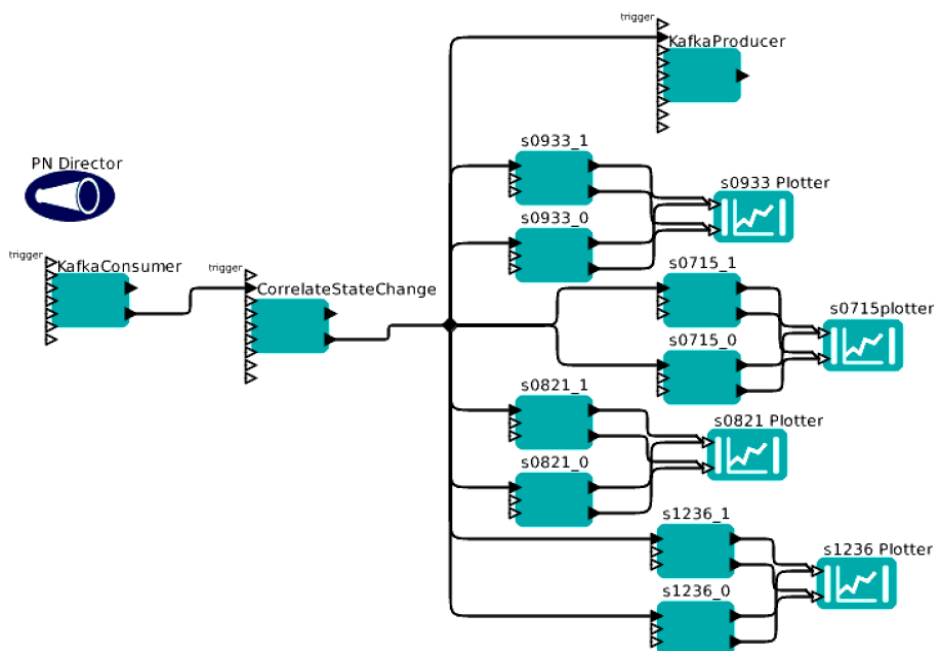 trigger
KafkaProducer
s0933_1
PN Director
s0933 Plotter
s0933_0
trigger
KafkaConsumer
trigger
CorrelateStateChange
s0715_1
s0715plotter
s0715_0
s0821_1
s0821 Plotter
s0821_0
s1236_1
s1236 Plotter
s1236_0